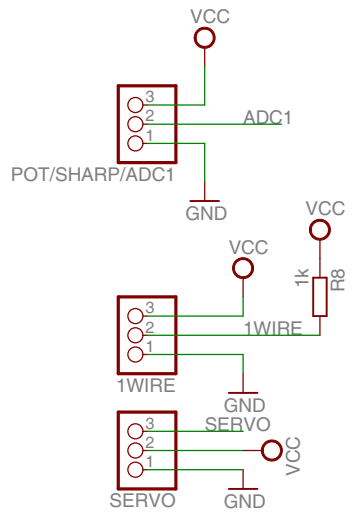 VCC
3
2
ADC1
1
POT/SHARP/ADC1
GND
VCC
VCC
1k
R8
3
2
1WIRE
1
1WIRE
GND
SERVO
3
2
VCC
1
SERVO
GND